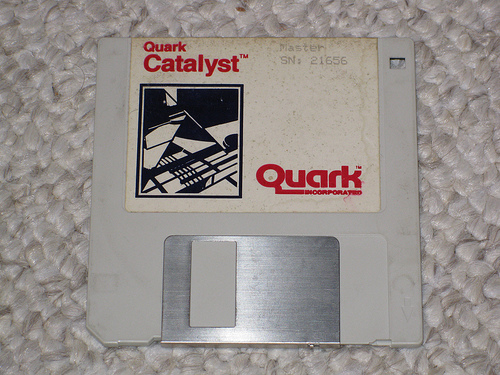 Quark
Catalyst™
Master
SN: 21656
Quark™
INCORPORATED